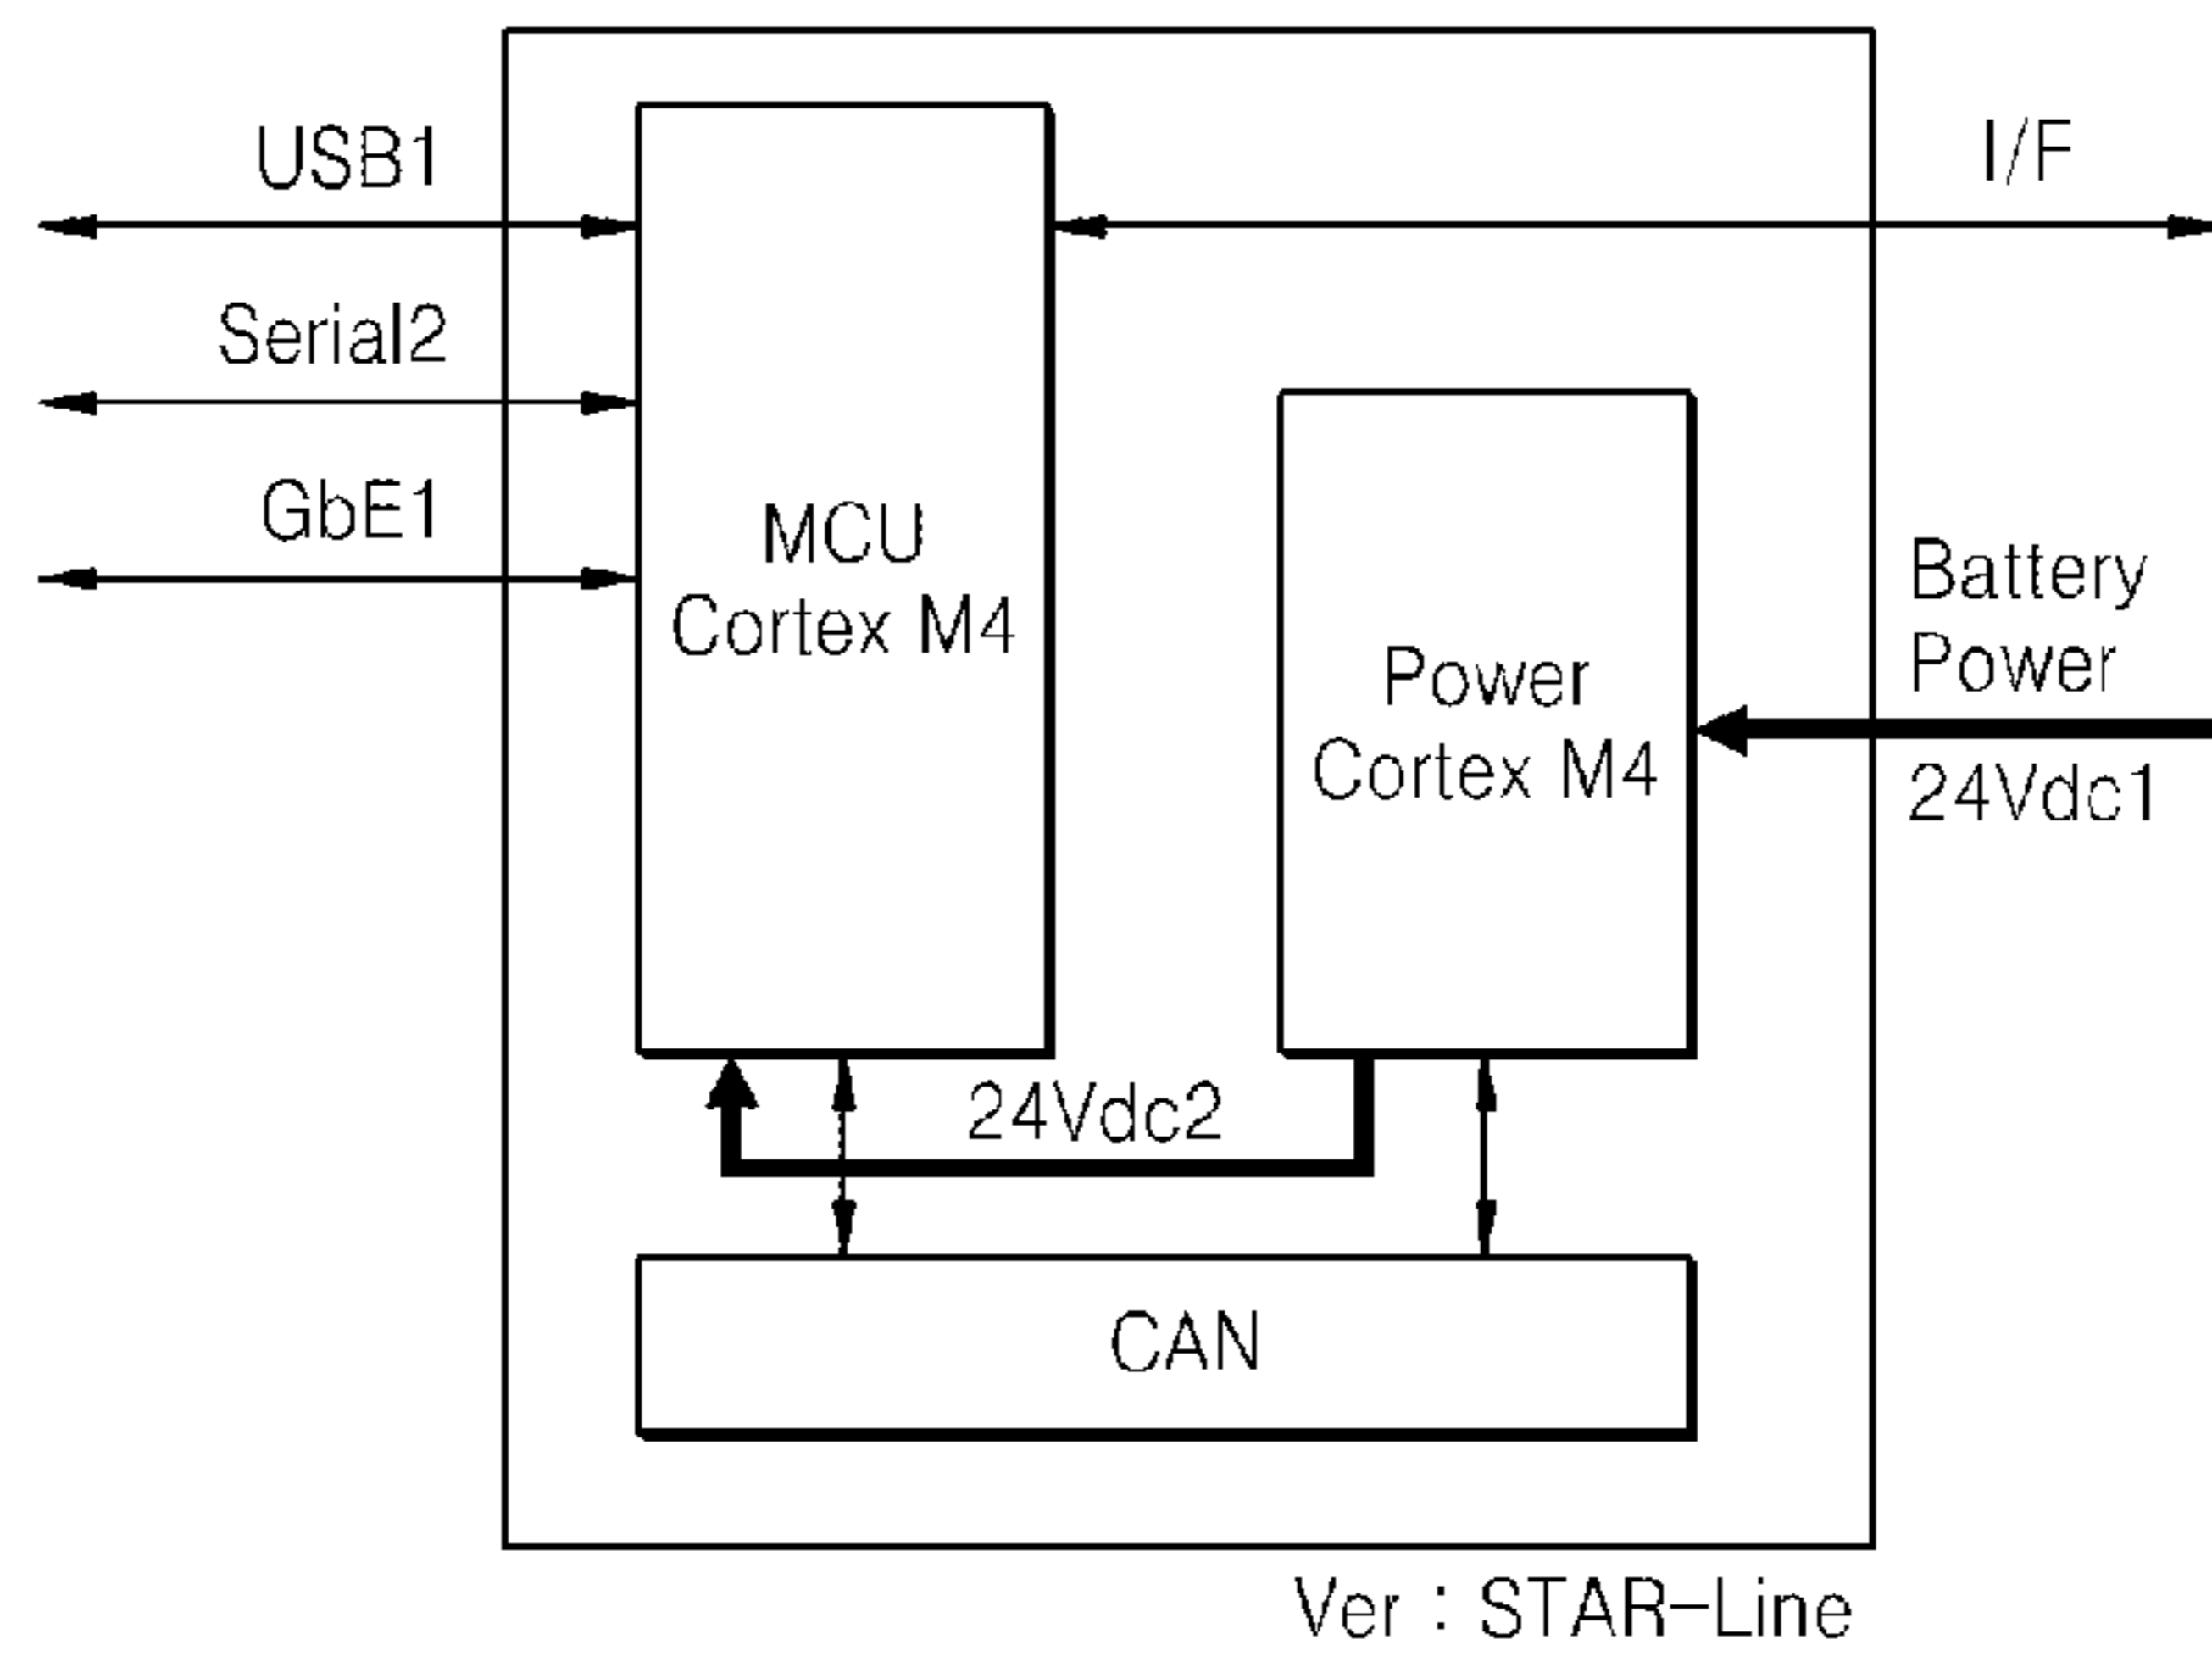 USB1
I/F
Serial2
GbE1
MCU
Cortex M4
Battery
Power
24Vdc1
Power
Cortex M4
24Vdc2
CAN
Ver : STAR-Line